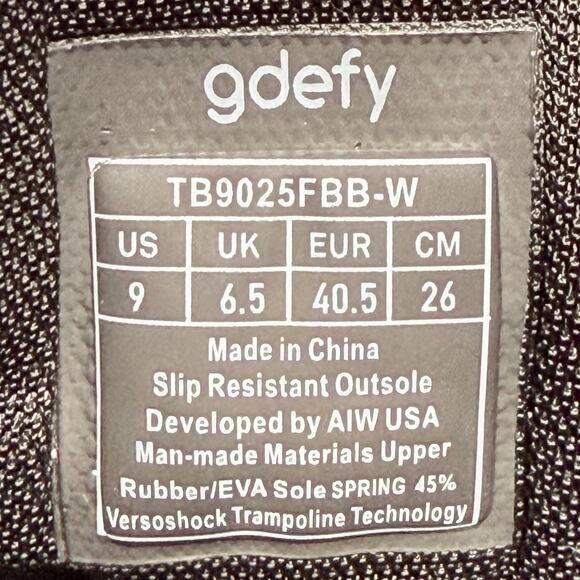 gdefy
TB9025FBB-W
US UK EUR CM
9 6.5 40.5 26
Made in China
Slip Resistant Outsole
Developed by AIW USA
Man-made Materials Upper
Rubber/EVA Sole SPRING 45%
Versoshock Trampoline Technology